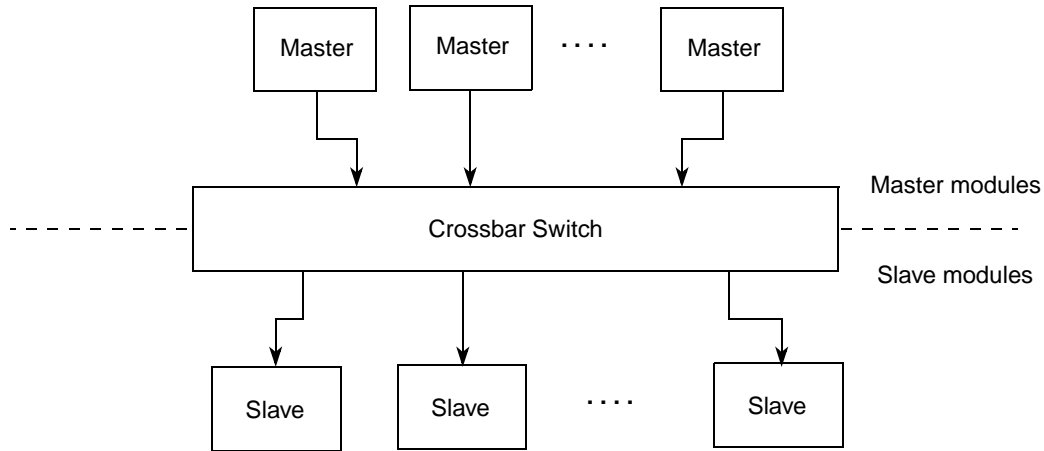 Master
Master
. . . .
Master
Master modules
Crossbar Switch
Slave modules
Slave
Slave
. . . .
Slave